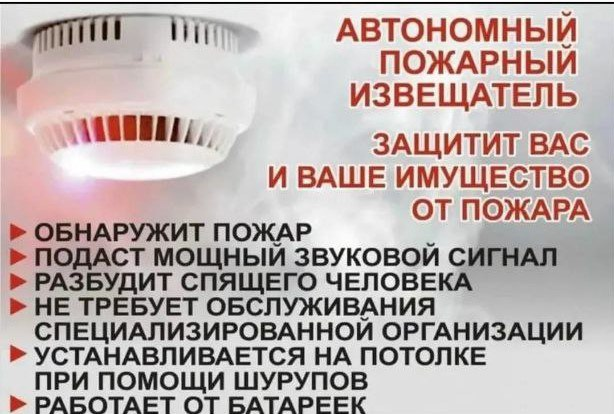 АВТОНОМНЫЙ
ПОЖАРНЫЙ
ИЗВЕЩАТЕЛЬ
ЗАЩИТИТ ВАС
И ВАШЕ ИМУЩЕСТВО
ОТ ПОЖАРА
ОБНАРУЖИТ ПОЖАР
ПОДАСТ МОЩНЫЙ ЗВУКОВОЙ СИГНАЛ
РАЗБУДИТ СПЯЩЕГО ЧЕЛОВЕКА
НЕ ТРЕБУЕТ ОБСЛУЖИВАНИЯ
СПЕЦИАЛИЗИРОВАННОЙ ОРГАНИЗАЦИИ
УСТАНАВЛИВАЕТСЯ НА ПОТОЛКЕ
ПРИ ПОМОЩИ ШУРУПОВ
РАБОТАЕТ ОТ БАТАРЕЕК